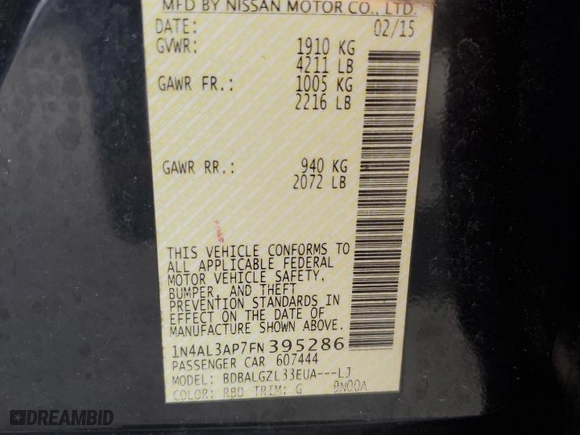 MFD BY NISSAN MOTOR CO., LTD.
DATE: 02/15
GVWR: 1910 KG
4211 LB
GAWR FR.: 1005 KG
2216 LB
GAWR RR.: 940 KG
2072 LB
THIS VEHICLE CONFORMS TO
ALL APPLICABLE FEDERAL
MOTOR VEHICLE SAFETY,
BUMPER, AND THEFT
PREVENTION STANDARDS IN
EFFECT ON THE DATE OF
MANUFACTURE SHOWN ABOVE.
1N4AL3AP7FN395286
PASSENGER CAR 607444
MODEL: BDBALGZL33EUA---LJ
COLOR: RBD TRIM: G BN00A
DREAMBID